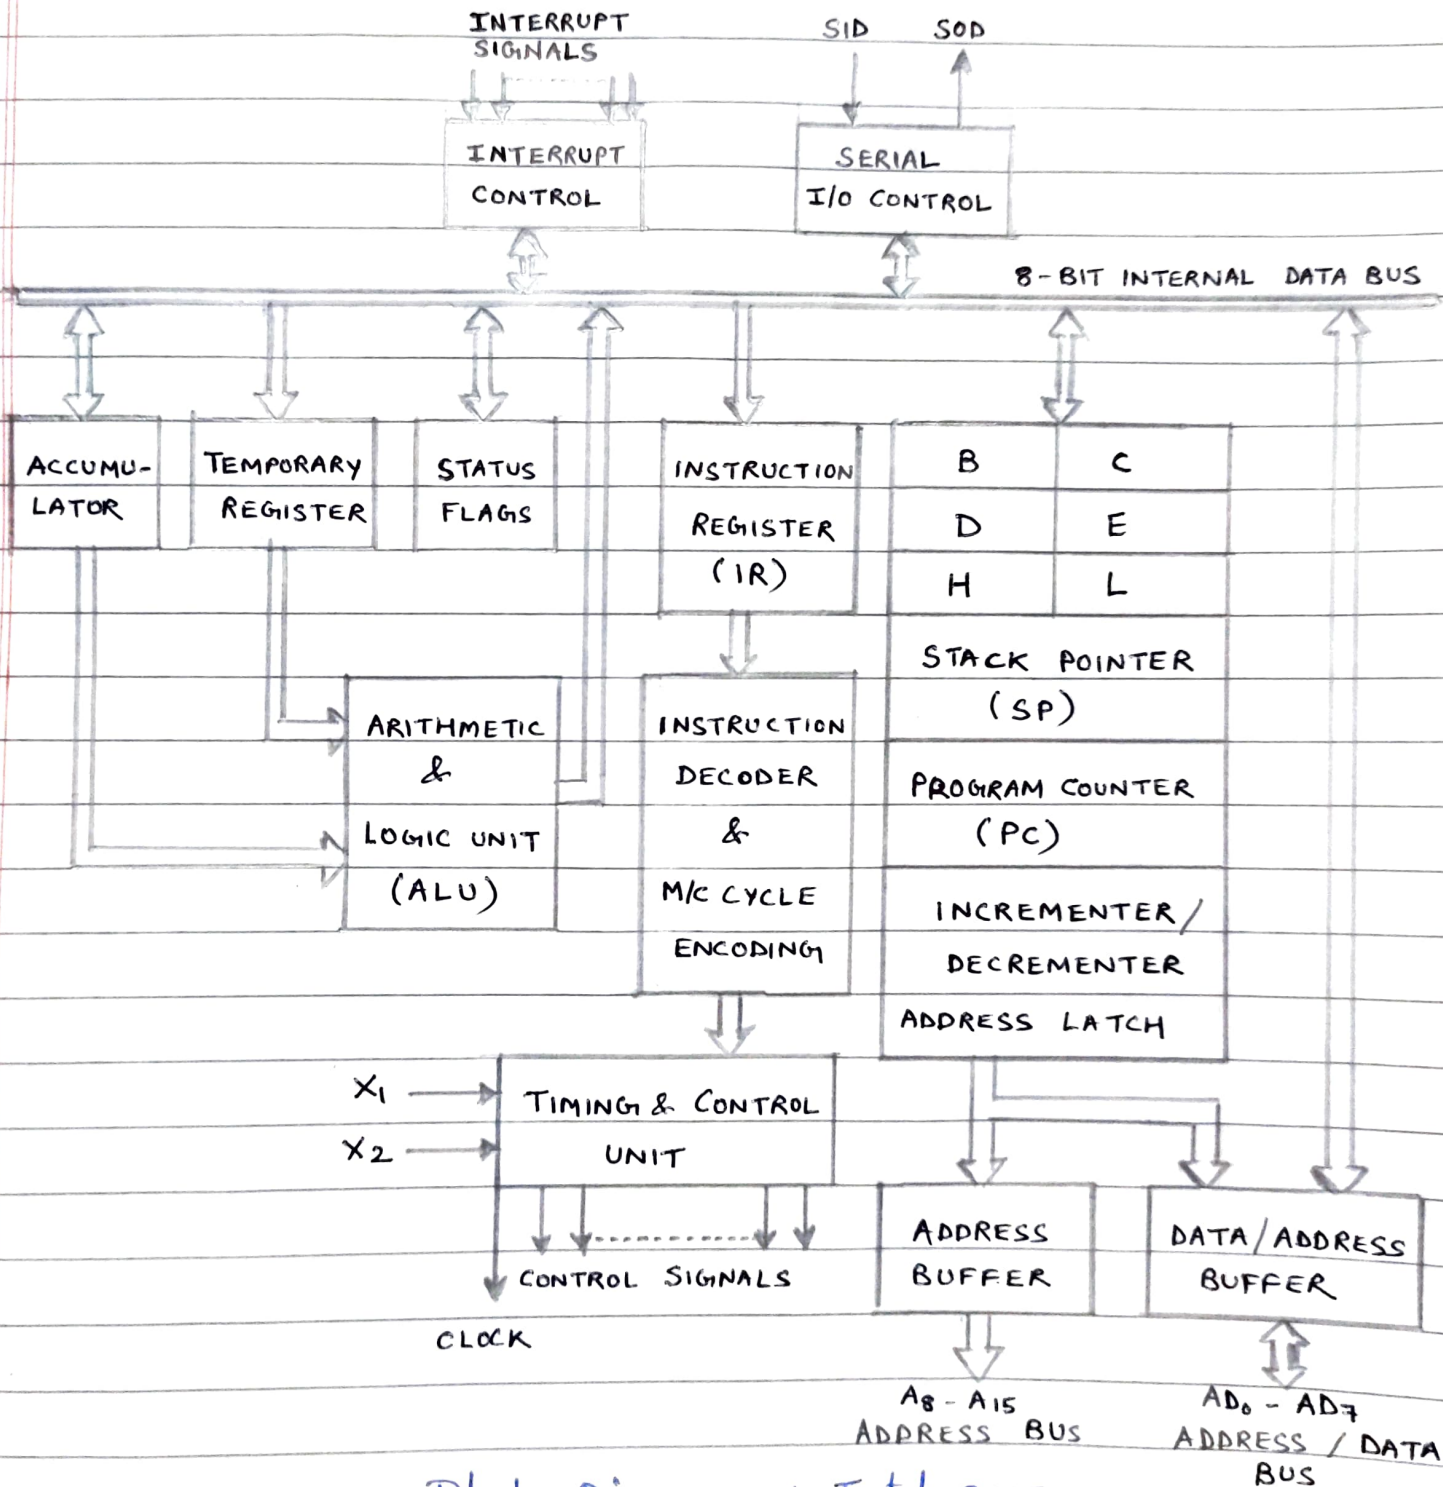 INTERRUPT
SIGNALS
SID
SOD
INTERRUPT
CONTROL
SERIAL
I/O CONTROL
8-BIT INTERNAL DATA BUS
ACCUMU-
LATOR
TEMPORARY
REGISTER
STATUS
FLAGS
INSTRUCTION
REGISTER
(IR)
B
C
D
E
H
L
STACK POINTER
(SP)
PROGRAM COUNTER
(PC)
INCREMENTER/
DECREMENTER
ADDRESS LATCH
ARITHMETIC
&
LOGIC UNIT
(ALU)
INSTRUCTION
DECODER
&
M/C CYCLE
ENCODING
X1
X2
TIMING & CONTROL
UNIT
CONTROL SIGNALS
CLOCK
ADDRESS
BUFFER
DATA/ADDRESS
BUFFER
A8 - A15
ADDRESS BUS
AD0 - AD7
ADDRESS / DATA
BUS